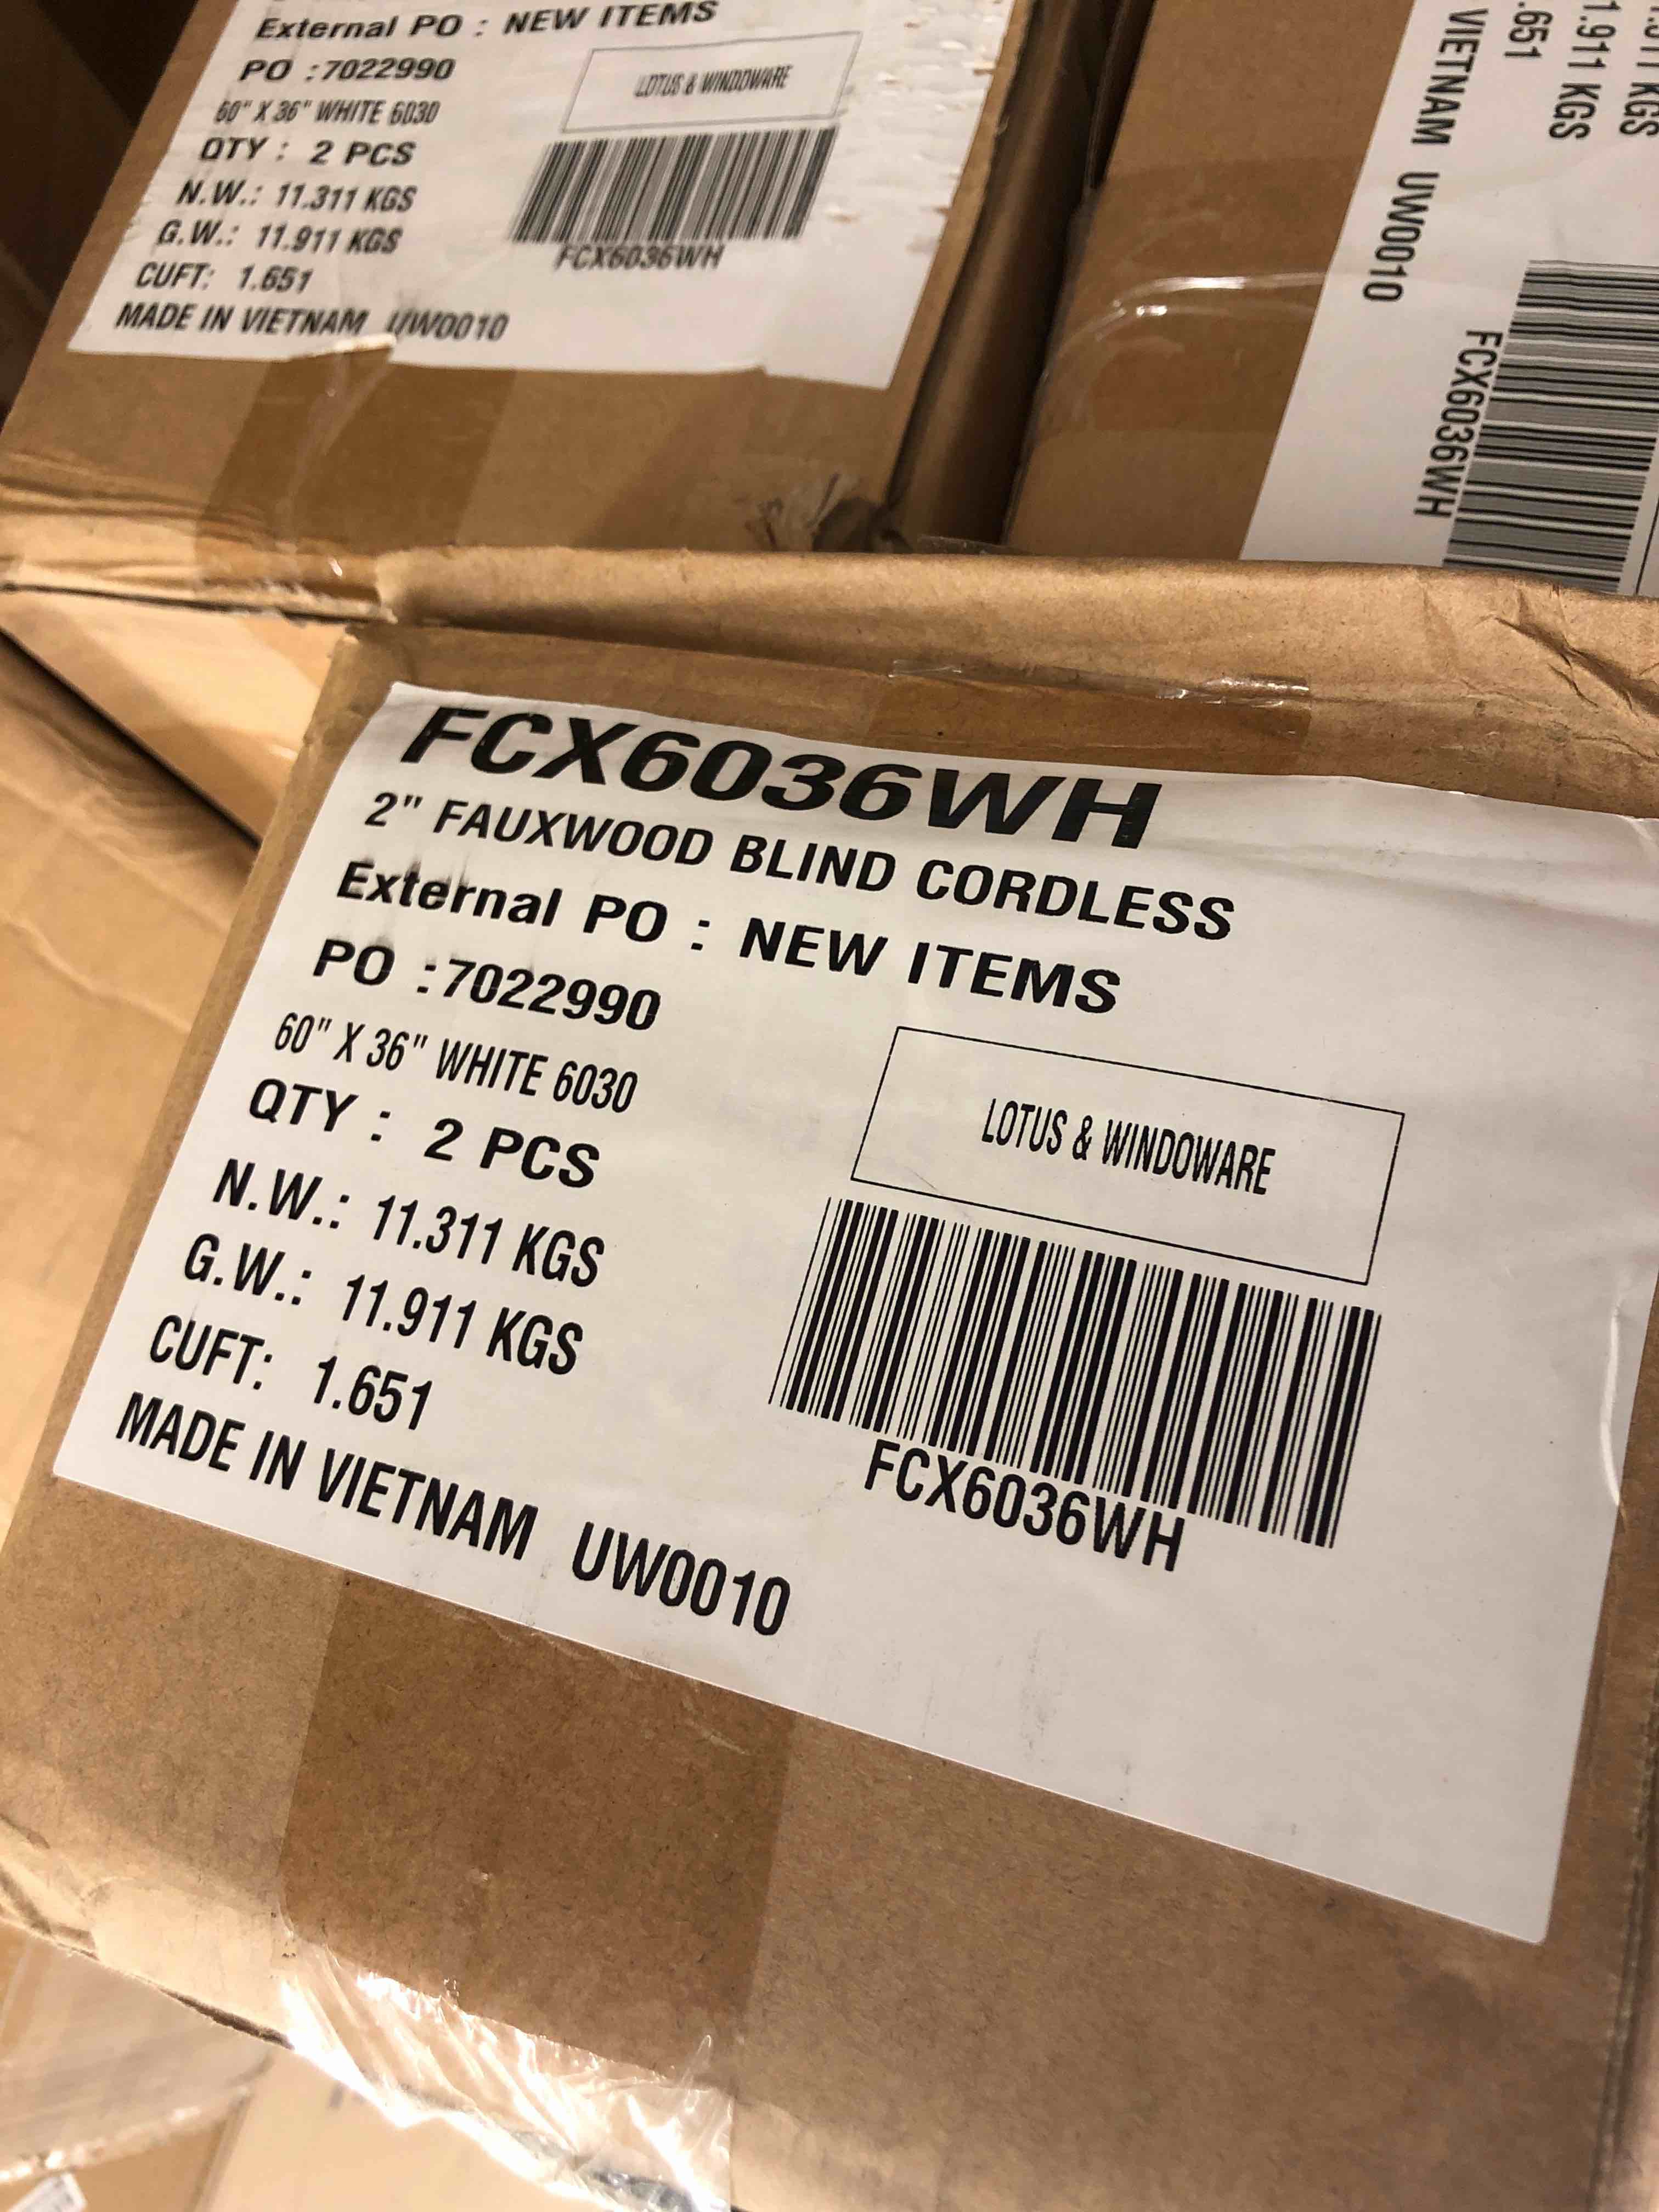 External PO : NEW ITEMS
PO :7022990
60" X 36" WHITE 6030
QTY : 2 PCS
N.W.: 11.311 KGS
G.W.: 11.911 KGS
CUFT: 1.651
MADE IN VIETNAM UW0010
LOTUS & WINDOWARE
FCX6036WH
1.911 KGS
.651
VIETNAM UW0010
FCX6036WH
FCX6036WH
2" FAUXWOOD BLIND CORDLESS
External PO : NEW ITEMS
PO :7022990
60" X 36" WHITE 6030
QTY : 2 PCS
N.W.: 11.311 KGS
G.W.: 11.911 KGS
CUFT: 1.651
MADE IN VIETNAM UW0010
LOTUS & WINDOWARE
FCX6036WH